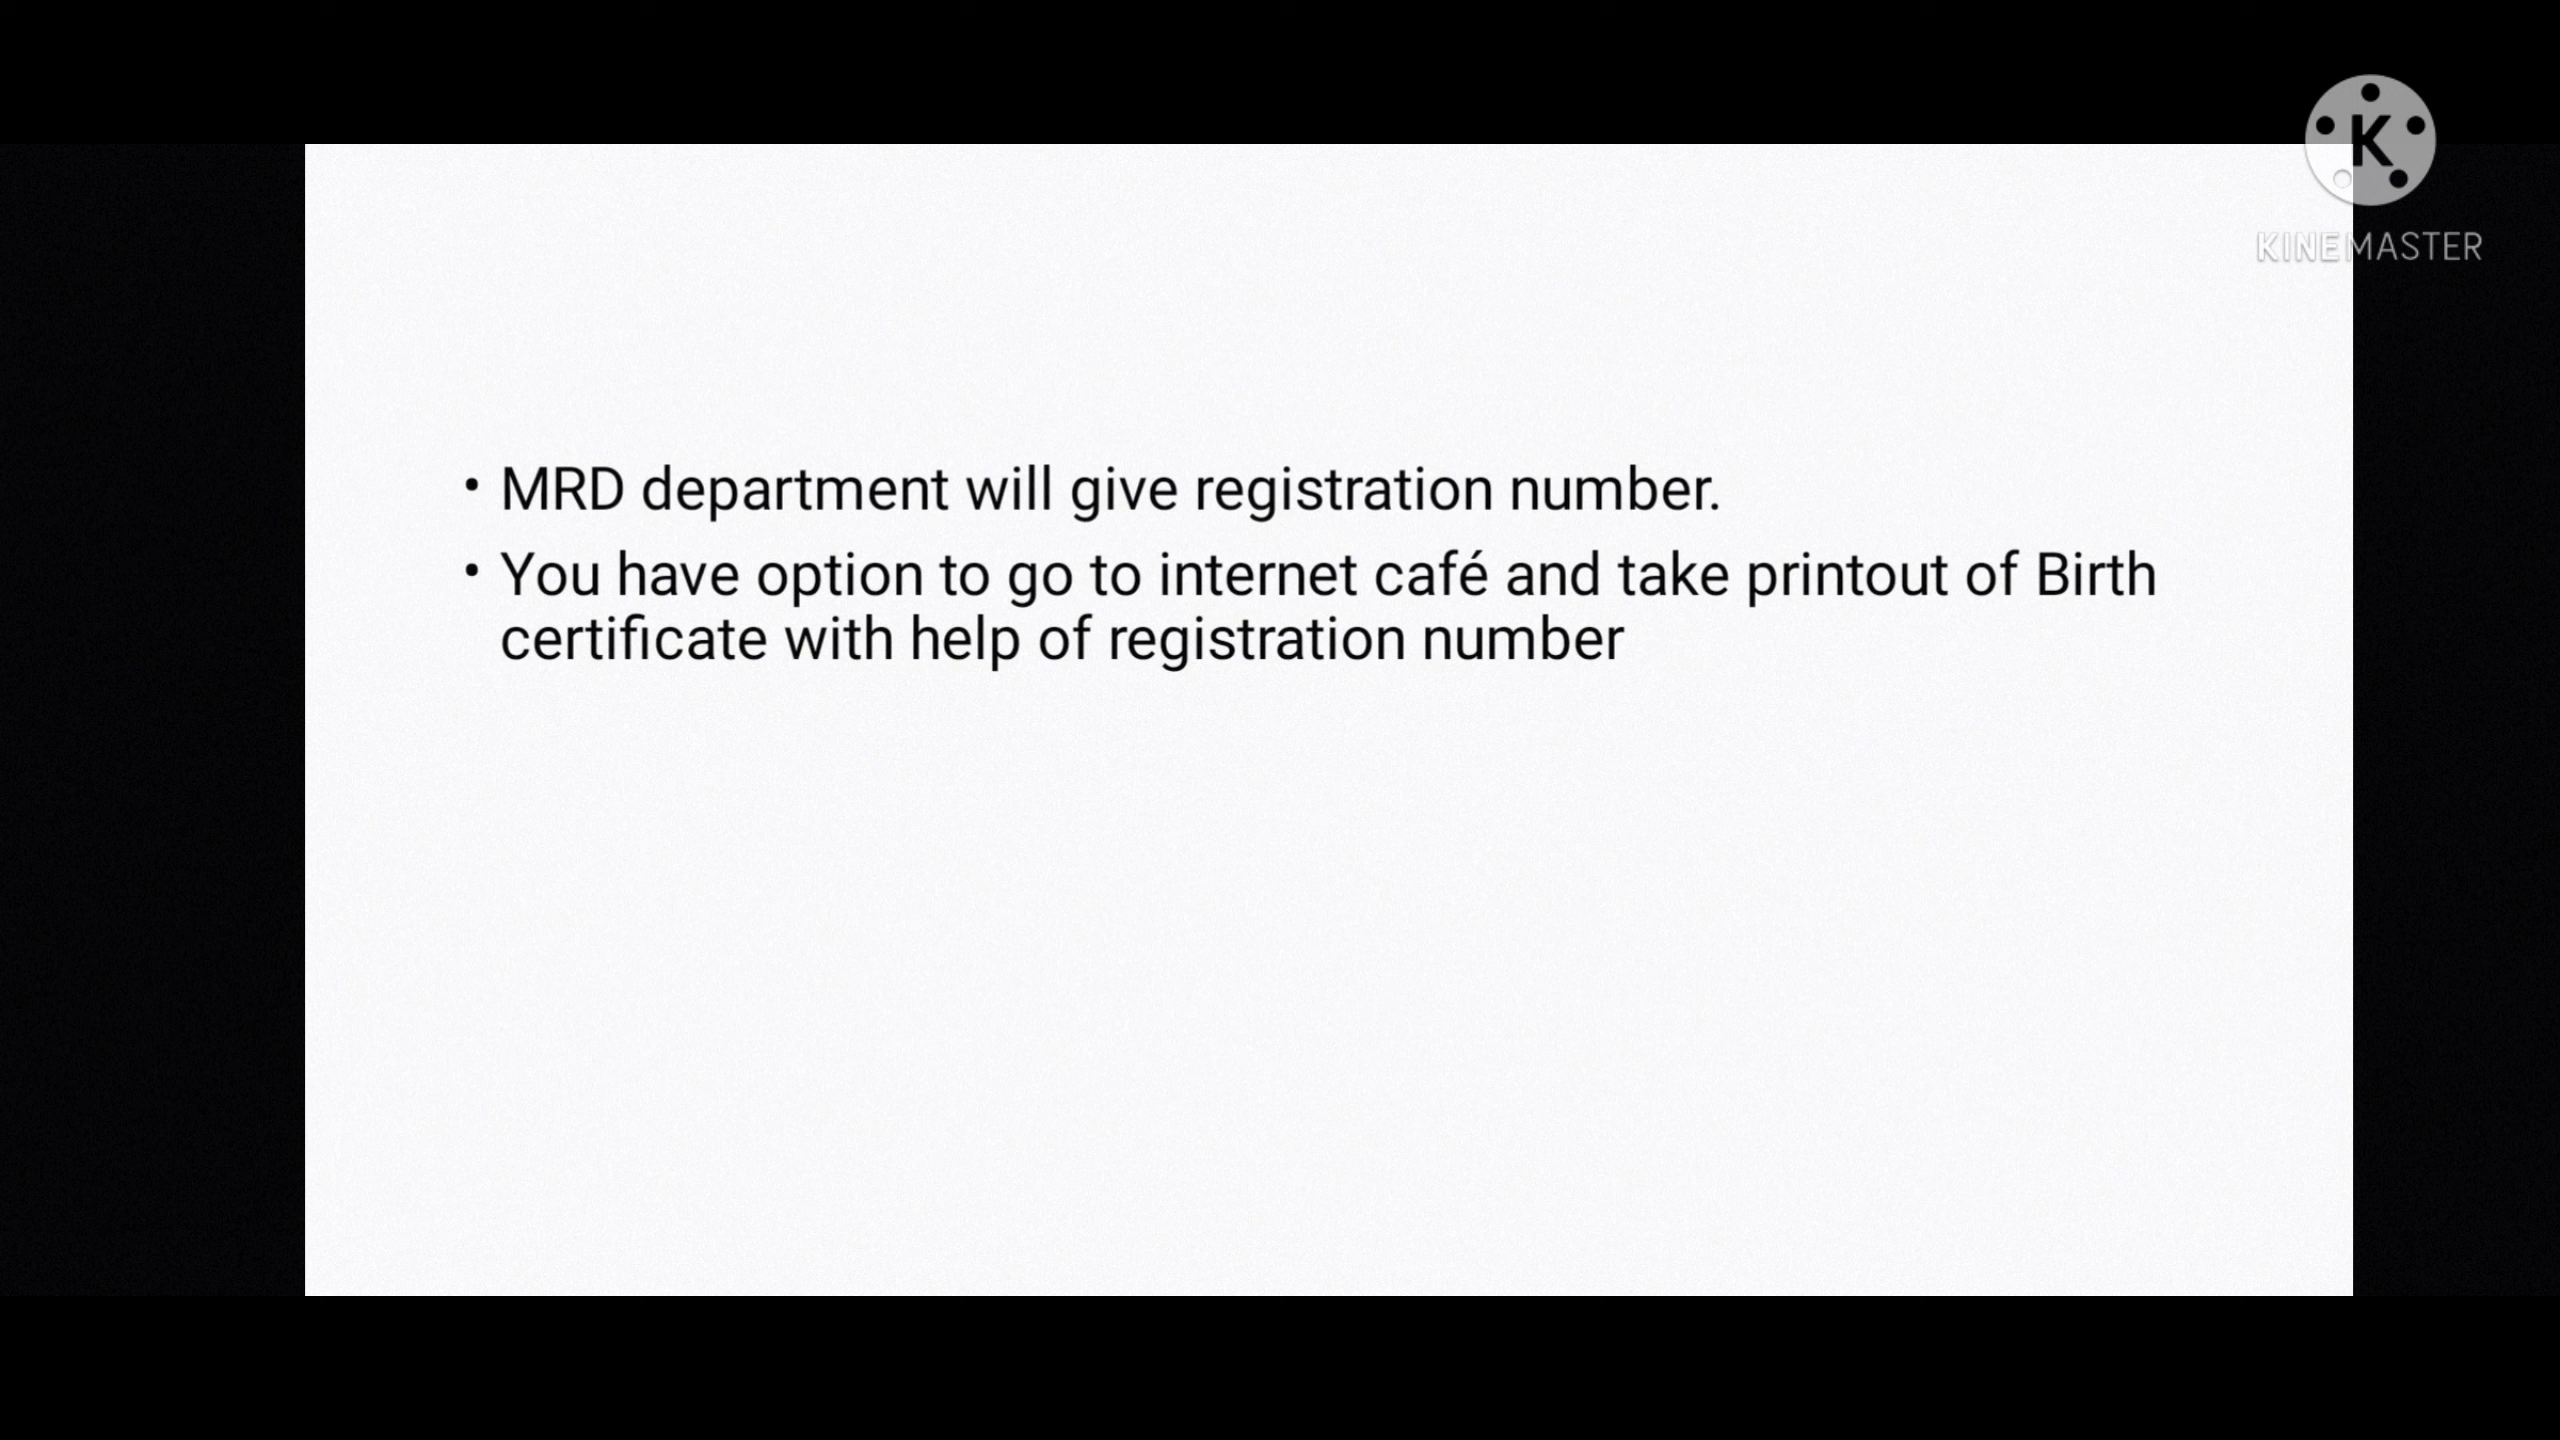 K
KINEMASTER
• MRD department will give registration number.
• You have option to go to internet café and take printout of Birth
certificate with help of registration number